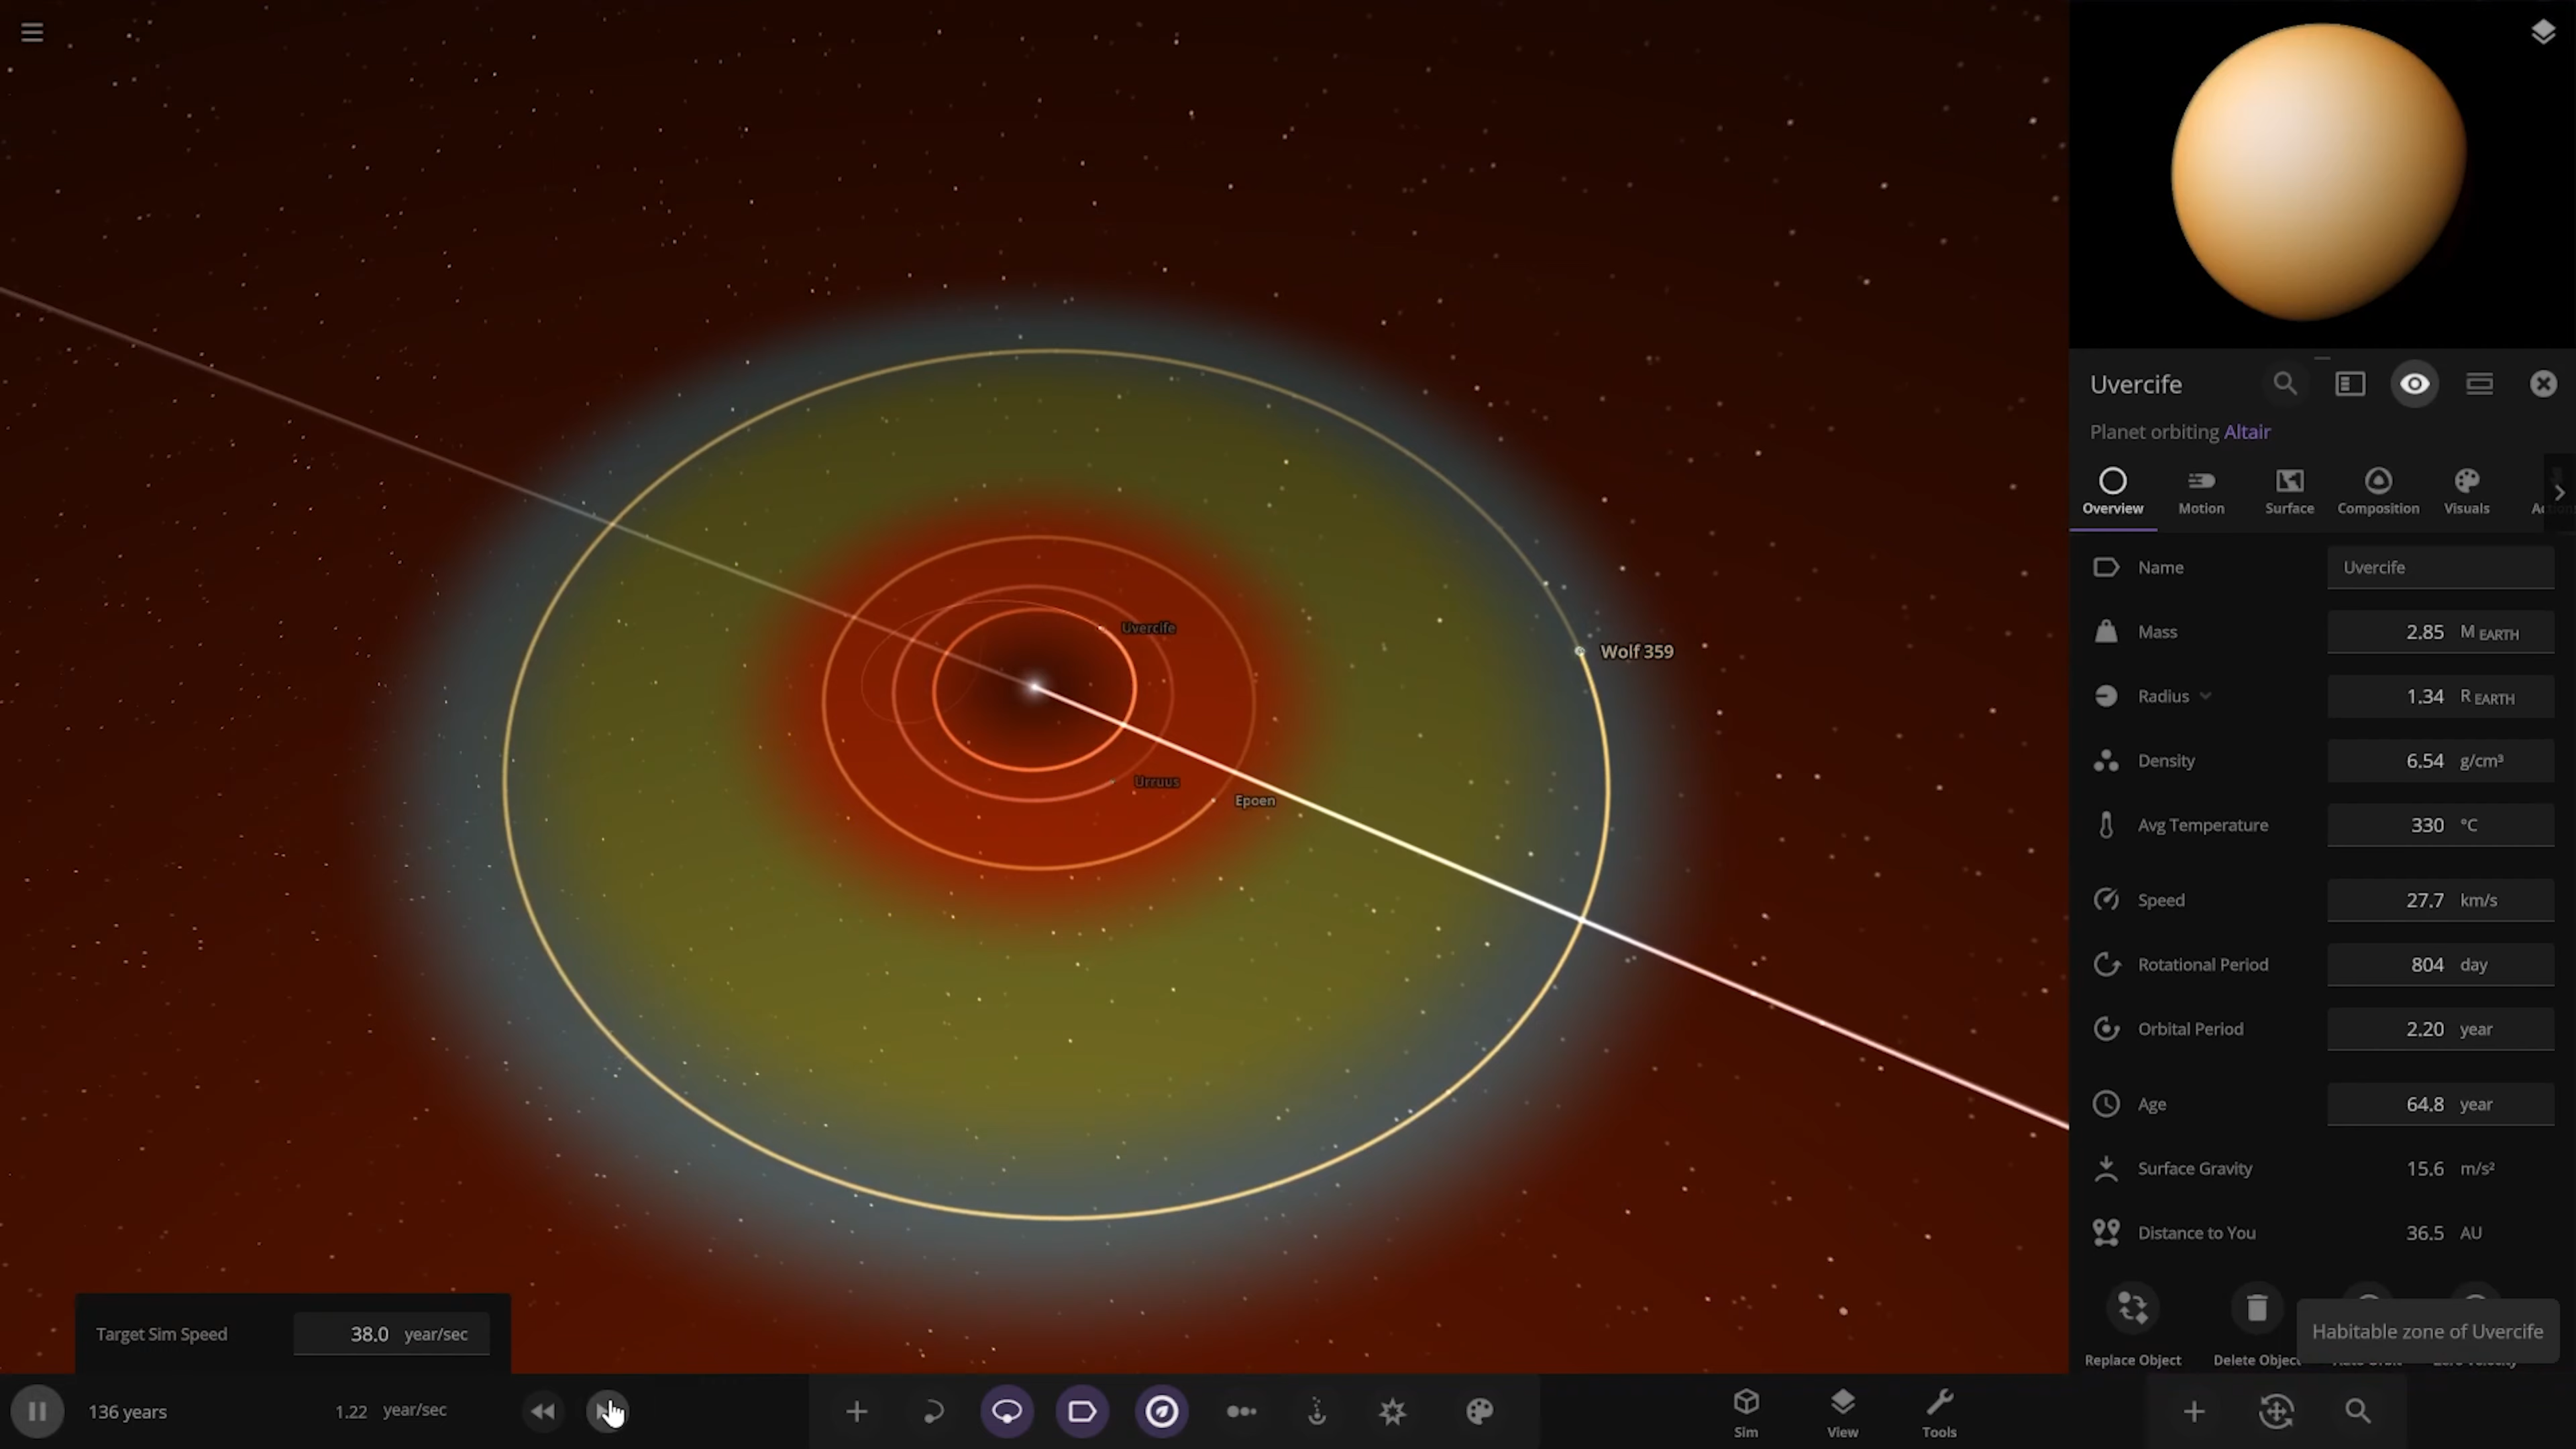 Uvercife
Planet orbiting Altair
Overview
Motion
Surface
Composition
Visuals
Name
Uvercife
Mass
2.85 M EARTH
Radius
1.34 R EARTH
Density
6.54 g/cm³
Avg Temperature
330 °C
Speed
27.7 km/s
Rotational Period
804 day
Orbital Period
2.20 year
Age
64.8 year
Surface Gravity
15.6 m/s²
Distance to You
36.5 AU
Replace Object
Delete Object
Habitable zone of Uvercife
Uvercife
Wolf 359
Urruus
Epoen
Target Sim Speed
38.0 year/sec
136 years
1.22 year/sec
Sim
View
Tools